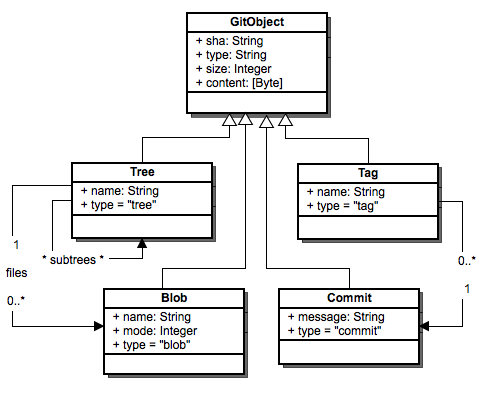 GitObject
+ sha: String
+ type: String
+ size: Integer
+ content: [Byte]
Tree
+ name: String
+ type = "tree"
Tag
+ name: String
+ type = "tag"
1
files
0..*
* subtrees *
0..*
1
Blob
+ name: String
+ mode: Integer
+ type = "blob"
Commit
+ message: String
+ type = "commit"